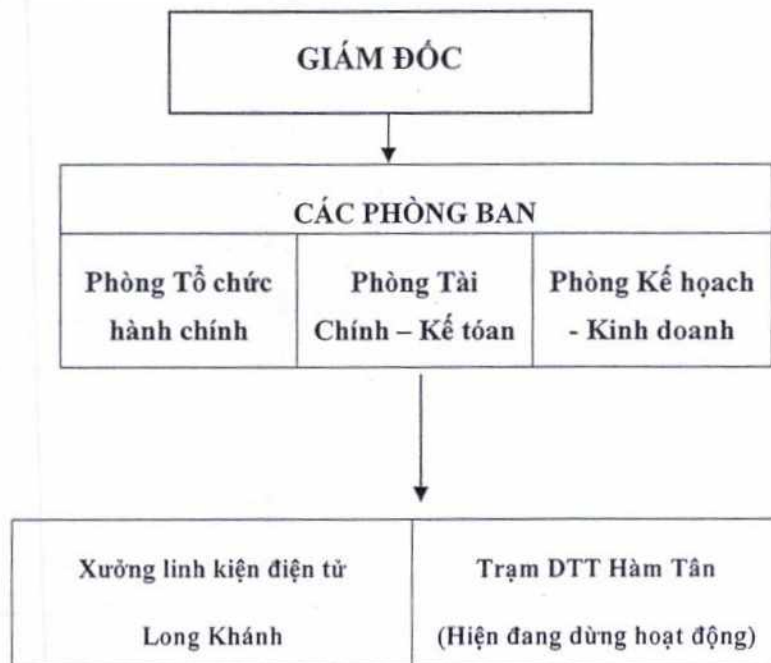 GIÁM ĐỐC
CÁC PHÒNG BAN
Phòng Tổ chức
hành chính
Phòng Tài
Chính – Kế tóan
Phòng Kế họach
- Kinh doanh
Xưởng linh kiện điện tử
Long Khánh
Trạm DTT Hàm Tân
(Hiện đang dừng hoạt động)